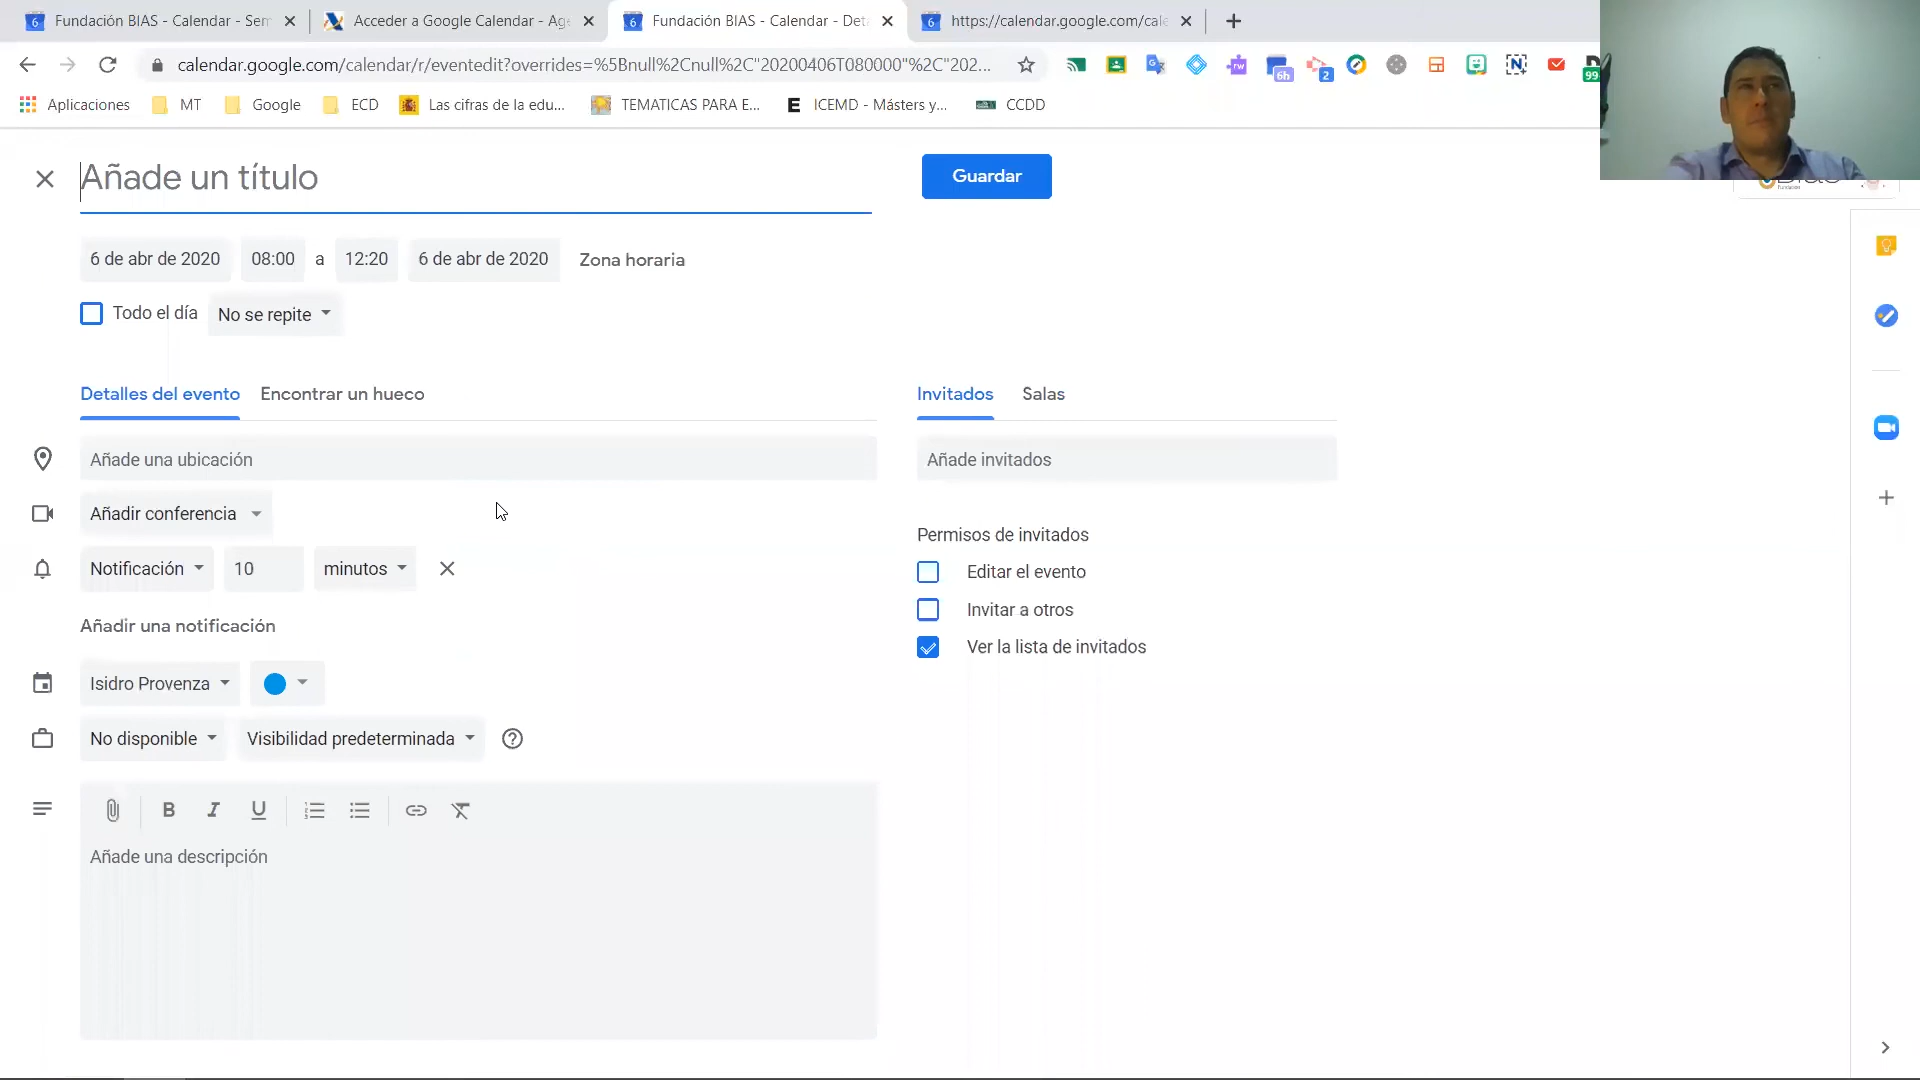 Fundación BIAS - Calendar - Sem
Acceder a Google Calendar - Age
Fundación BIAS - Calendar - Det
https://calendar.google.com/cale
calendar.google.com/calendar/r/eventedit?overrides=%5Bnull%2Cnull%2C"20200406T080000"%2C"202...
Aplicaciones MT Google ECD Las cifras de la edu... TEMATICAS PARA E... ICEMD - Másters y... CCDD
Añade un título
Guardar
6 de abr de 2020 08:00 a 12:20 6 de abr de 2020 Zona horaria
Todo el día No se repite
Detalles del evento Encontrar un hueco
Invitados Salas
Añade una ubicación
Añade invitados
Añadir conferencia
Notificación 10 minutos
Añadir una notificación
Permisos de invitados
Editar el evento
Invitar a otros
Ver la lista de invitados
Isidro Provenza
No disponible Visibilidad predeterminada
Añade una descripción